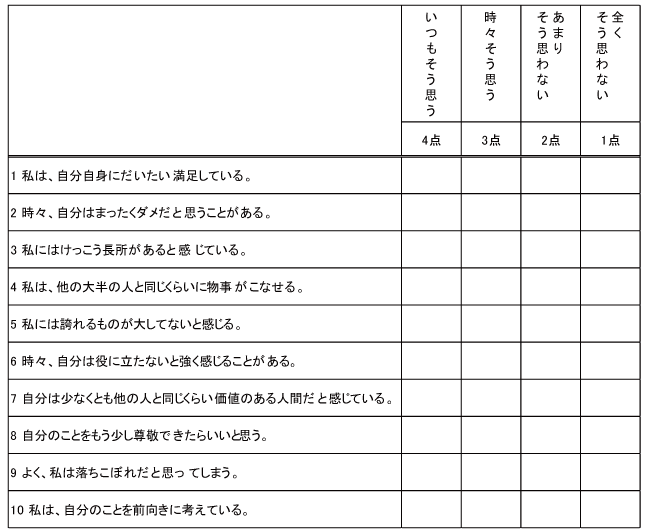 いつもそう思う
時々そう思う
あまり
そう思わない
全く
そう思わない
4点
3点
2点
1点
1 私は、自分自身にだいたい満足している。
2 時々、自分はまったくダメだと思うことがある。
3 私にはけっこう長所があると感じている。
4 私は、他の大半の人と同じくらいに物事がこなせる。
5 私には誇れるものが大してないと感じる。
6 時々、自分は役に立たないと強く感じることがある。
7 自分は少なくとも他の人と同じくらい価値のある人間だと感じている。
8 自分のことをもう少し尊敬できたらいいと思う。
9 よく、私は落ちこぼれだと思ってしまう。
10 私は、自分のことを前向きに考えている。